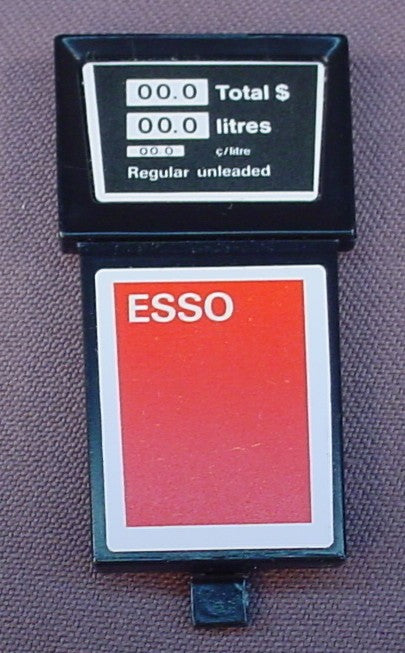 00.0 Total $
00.0 litres
00.0 ¢/litre
Regular unleaded
ESSO